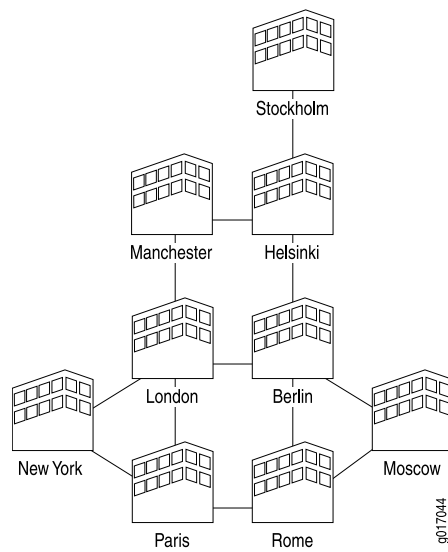 Stockholm
Manchester
Helsinki
London
Berlin
New York
Moscow
Paris
Rome
g017044